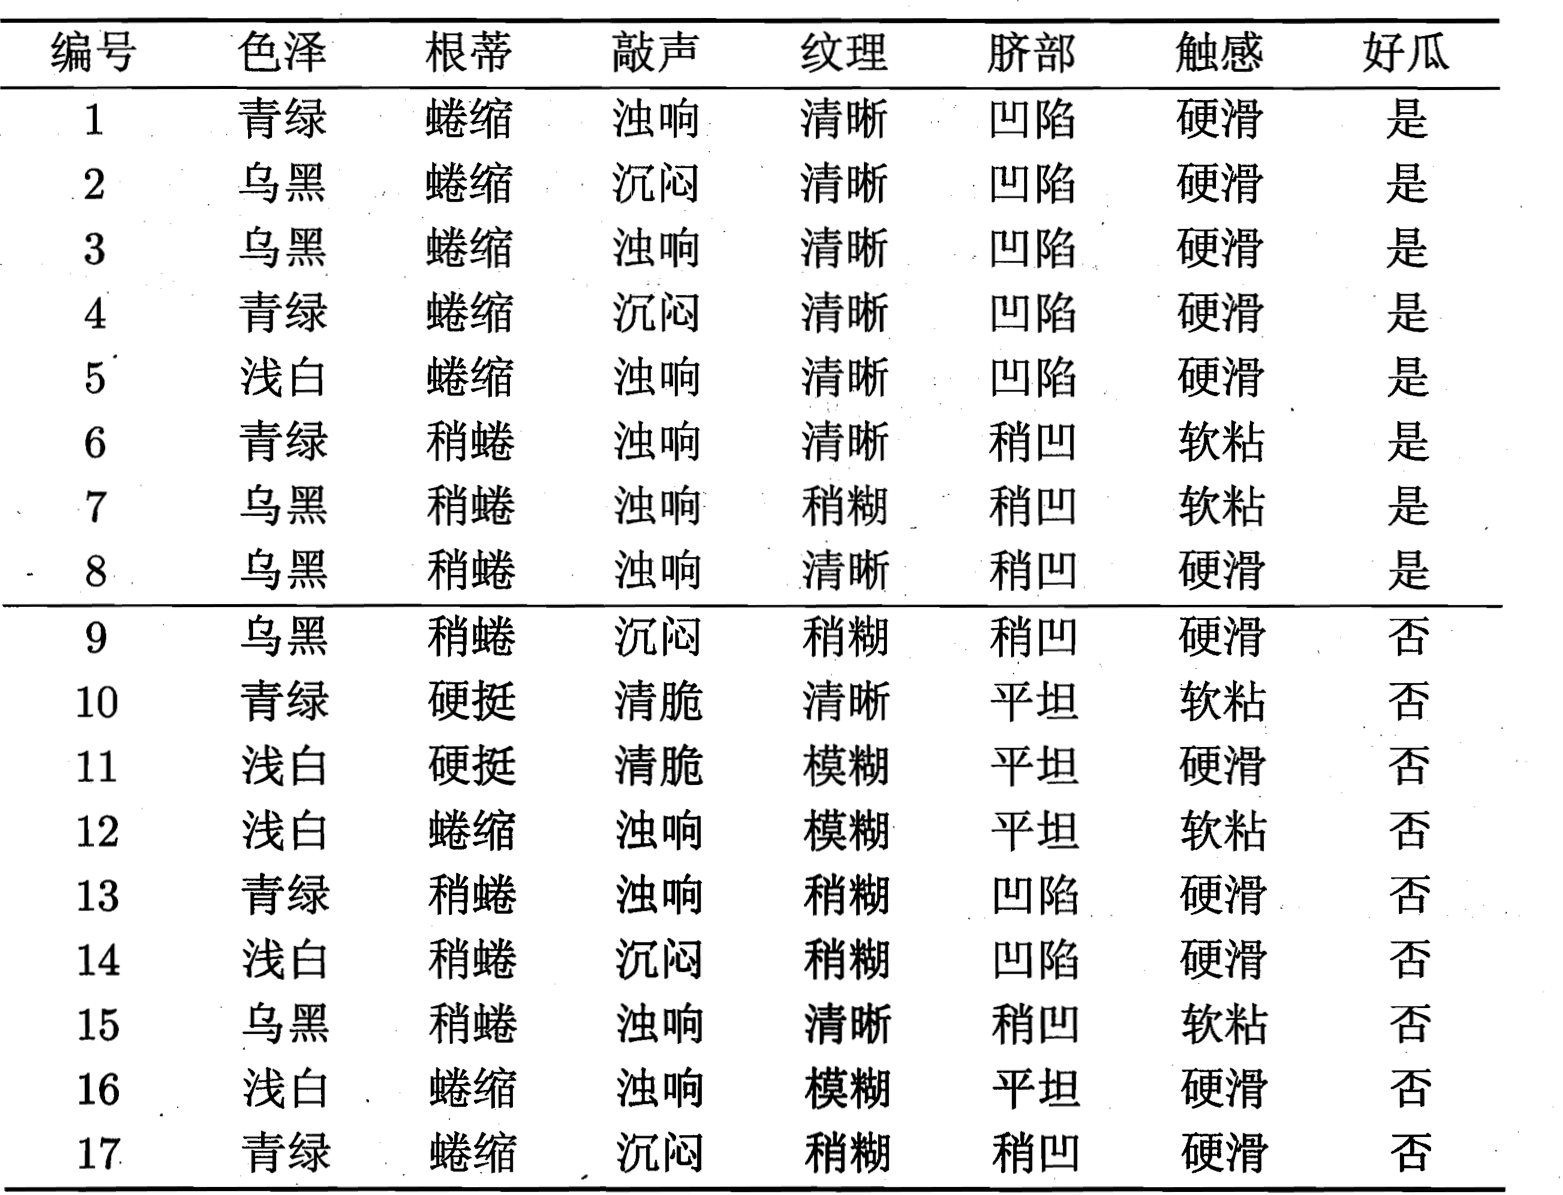 编号 色泽 根蒂 敲声 纹理 脐部 触感 好瓜
1 青绿 蜷缩 浊响 清晰 凹陷 硬滑 是
2 乌黑 蜷缩 沉闷 清晰 凹陷 硬滑 是
3 乌黑 蜷缩 浊响 清晰 凹陷 硬滑 是
4 青绿 蜷缩 沉闷 清晰 凹陷 硬滑 是
5 浅白 蜷缩 浊响 清晰 凹陷 硬滑 是
6 青绿 稍蜷 浊响 清晰 稍凹 软粘 是
7 乌黑 稍蜷 浊响 稍糊 稍凹 软粘 是
8 乌黑 稍蜷 浊响 清晰 稍凹 硬滑 是
9 乌黑 稍蜷 沉闷 稍糊 稍凹 硬滑 否
10 青绿 硬挺 清脆 清晰 平坦 软粘 否
11 浅白 硬挺 清脆 模糊 平坦 硬滑 否
12 浅白 蜷缩 浊响 模糊 平坦 软粘 否
13 青绿 稍蜷 浊响 稍糊 凹陷 硬滑 否
14 浅白 稍蜷 沉闷 稍糊 凹陷 硬滑 否
15 乌黑 稍蜷 浊响 清晰 稍凹 软粘 否
16 浅白 蜷缩 浊响 模糊 平坦 硬滑 否
17 青绿 蜷缩 沉闷 稍糊 稍凹 硬滑 否